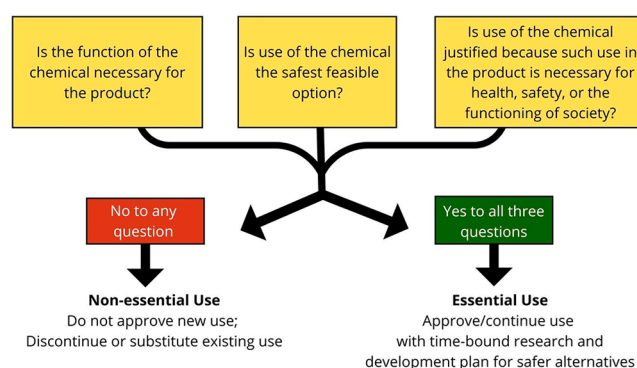 Is the function of the
chemical necessary for
the product?
Is use of the chemical
the safest feasible
option?
Is use of the chemical
justified because such use in
the product is necessary for
health, safety, or the
functioning of society?
No to any
question
Yes to all three
questions
Non-essential Use
Do not approve new use;
Discontinue or substitute existing use
Essential Use
Approve/continue use
with time-bound research and
development plan for safer alternatives